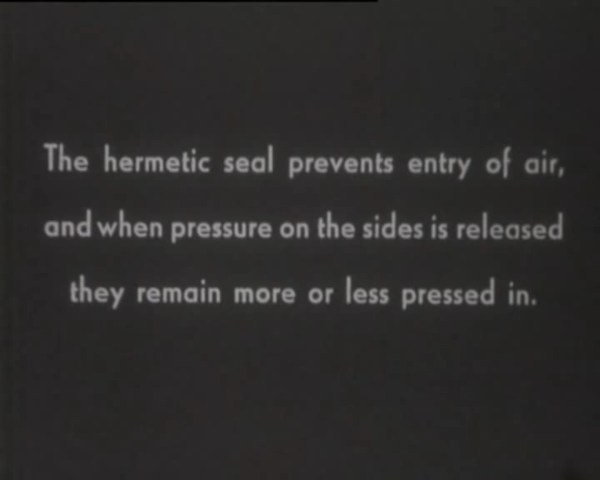 The hermetic seal prevents entry of air,
and when pressure on the sides is released
they remain more or less pressed in.